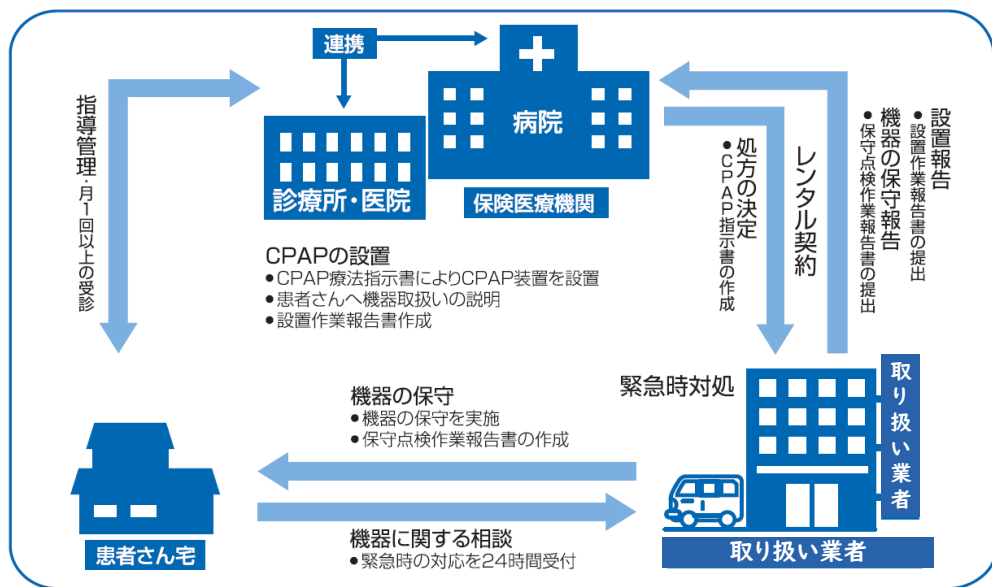 連携
病院
診療所・医院
保険医療機関
指導管理・月1回以上の受診
CPAPの設置
●CPAP療法指示書によりCPAP装置を設置
●患者さんへ機器取扱いの説明
●設置作業報告書作成
処方の決定
●CPAP指示書の作成
レンタル契約
設置報告
●設置作業報告書の提出
機器の保守報告
●保守点検作業報告書の提出
機器の保守
●機器の保守を実施
●保守点検作業報告書の作成
緊急時対処
取り扱い業者
取り扱い業者
患者さん宅
機器に関する相談
●緊急時の対応を24時間受付